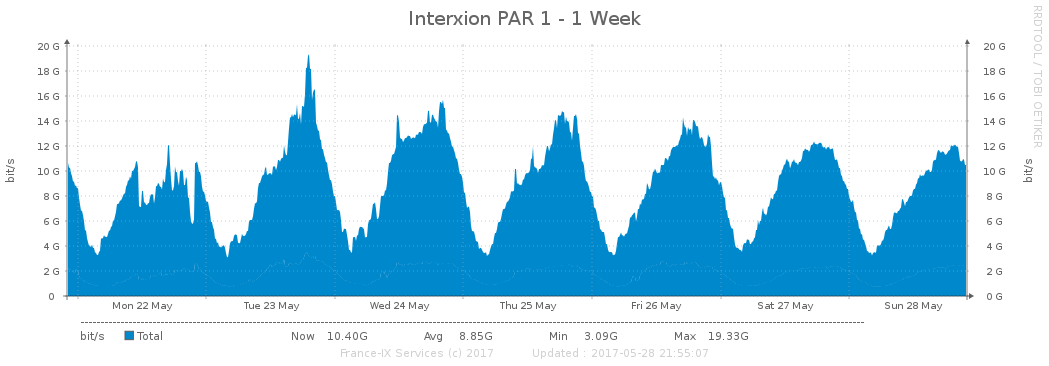 Interxion PAR 1 - 1 Week
RRDTOOL / TOBI OETIKER
bit/s
20 G
18 G
16 G
14 G
12 G
10 G
8 G
6 G
4 G
2 G
0
20 G
18 G
16 G
14 G
12 G
10 G
8 G
6 G
4 G
2 G
0 G
bit/s
Mon 22 May Tue 23 May Wed 24 May Thu 25 May Fri 26 May Sat 27 May Sun 28 May
bit/s Total Now 10.40G Avg 8.85G Min 3.09G Max 19.33G
France-IX Services (c) 2017 Updated : 2017-05-28 21:55:07